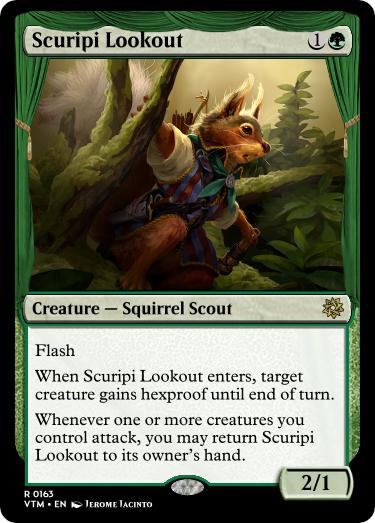 Scuripi Lookout 1
Creature — Squirrel Scout
Flash
When Scuripi Lookout enters, target
creature gains hexproof until end of turn.
Whenever one or more creatures you
control attack, you may return Scuripi
Lookout to its owner's hand.
2/1
R 0163
VTM • EN Jerome Jacinto